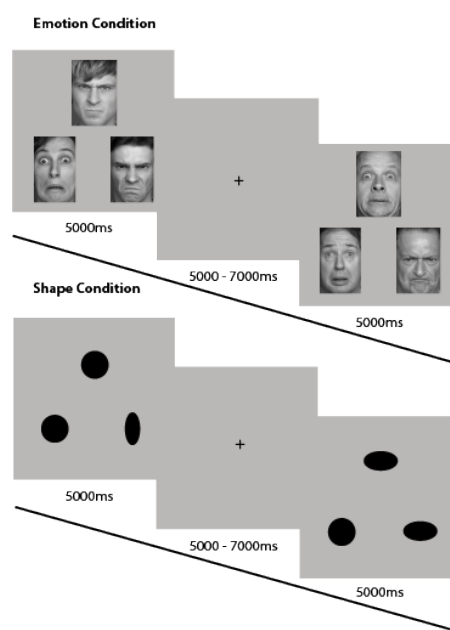 Emotion Condition
+
5000ms
5000 - 7000ms
5000ms
Shape Condition
+
5000ms
5000 - 7000ms
5000ms